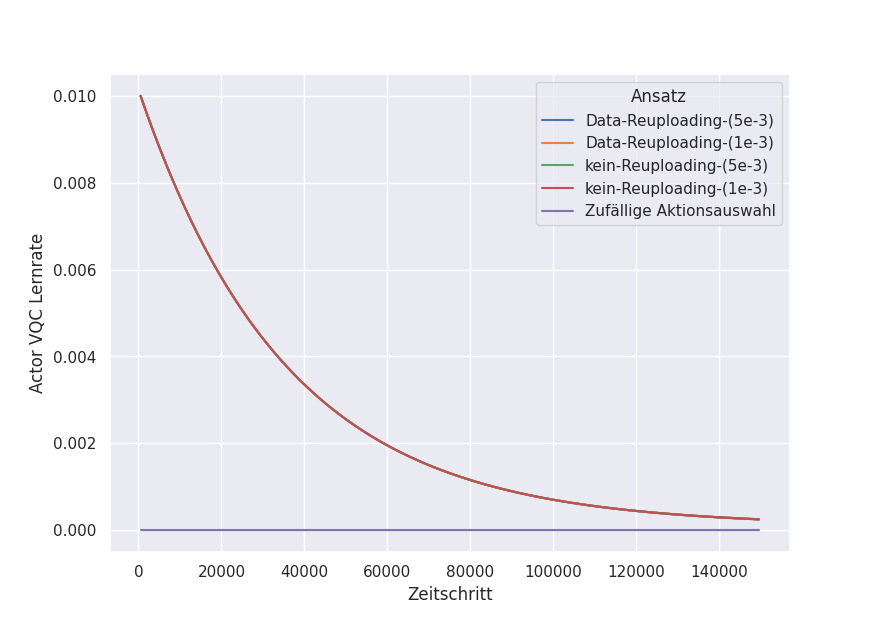 Ansatz
Data-Reuploading-(5e-3)
Data-Reuploading-(1e-3)
kein-Reuploading-(5e-3)
kein-Reuploading-(1e-3)
Zufällige Aktionsauswahl
Actor VQC Lernrate
0.010
0.008
0.006
0.004
0.002
0.000
0 20000 40000 60000 80000 100000 120000 140000
Zeitschritt